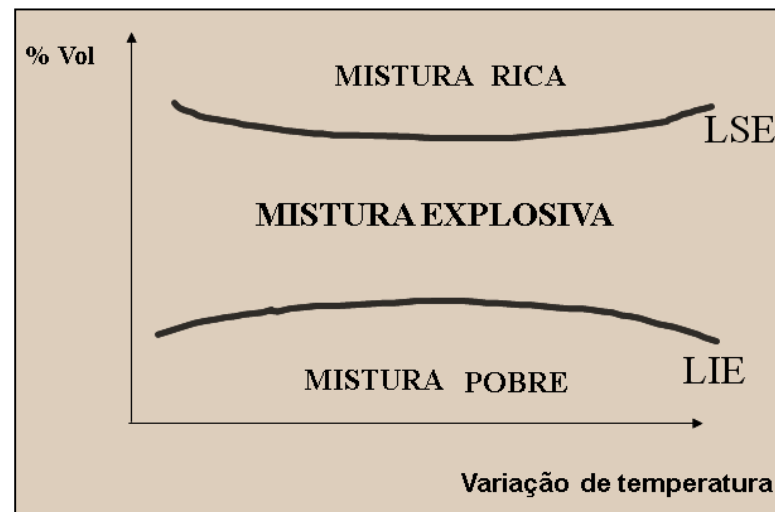 % Vol
MISTURA RICA
LSE
MISTURA EXPLOSIVA
MISTURA POBRE
LIE
Variação de temperatura